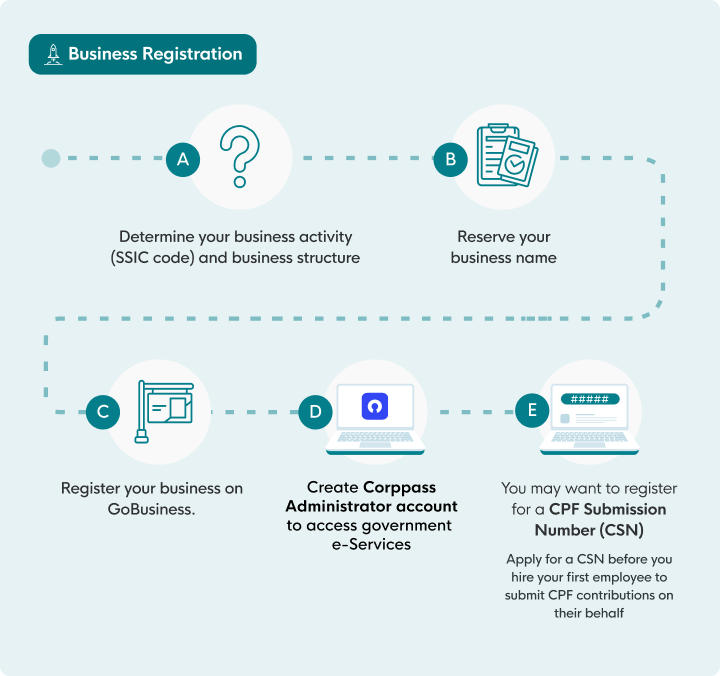 Business Registration
A
Determine your business activity
(SSIC code) and business structure
B
Reserve your
business name
C
Register your business on
GoBusiness.
D
Create Corppass
Administrator account
to access government
e-Services
E
#####
You may want to register
for a CPF Submission
Number (CSN)
Apply for a CSN before you
hire your first employee to
submit CPF contributions on
their behalf